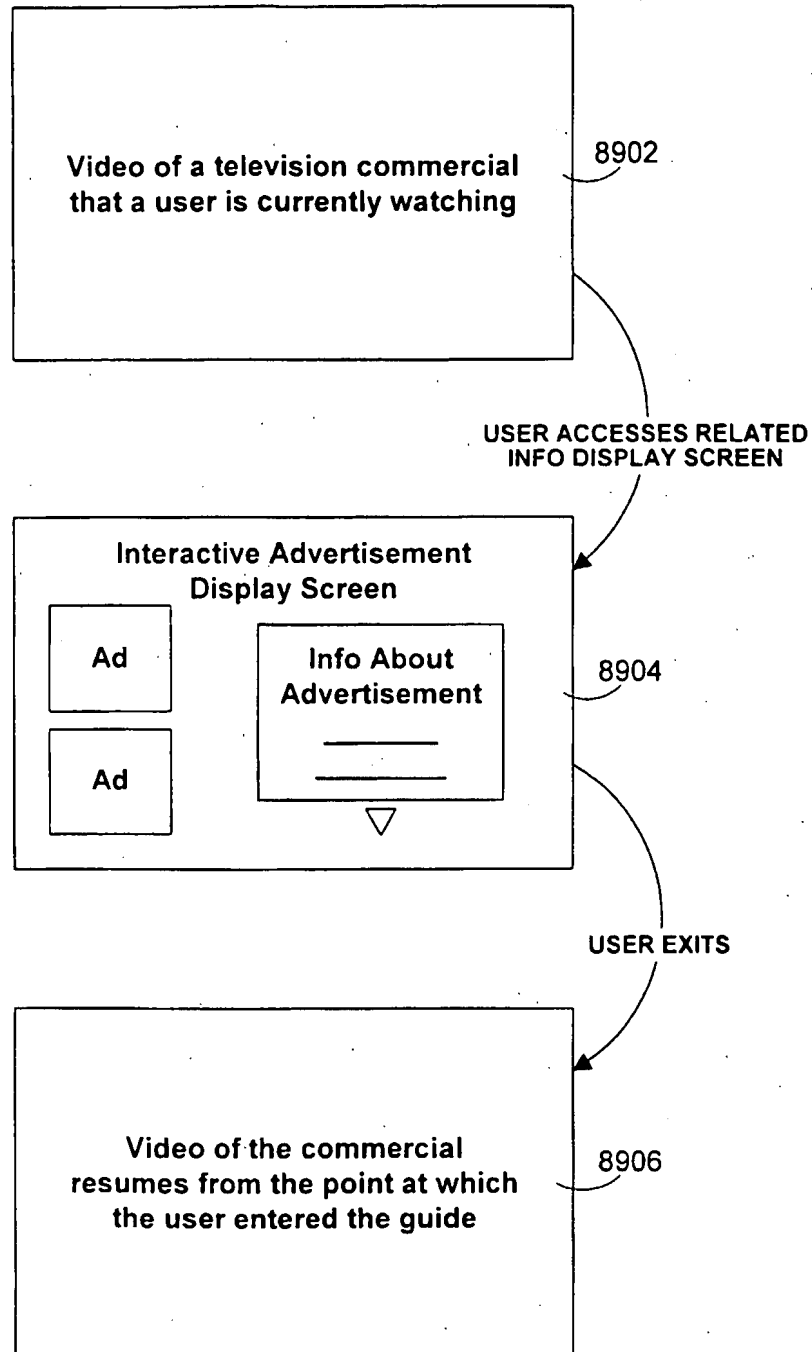 Video of a television commercial
that a user is currently watching
8902
USER ACCESSES RELATED
INFO DISPLAY SCREEN
Interactive Advertisement
Display Screen
Ad
Info About
Advertisement
8904
Ad
USER EXITS
Video of the commercial
resumes from the point at which
the user entered the guide
8906